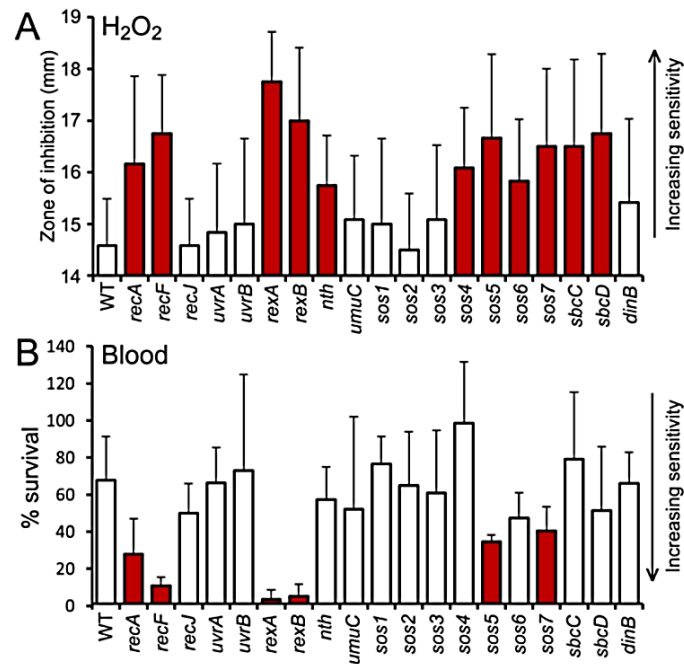 A
H₂O₂
Zone of inhibition (mm)
19
18
17
16
15
14
Increasing sensitivity
WT recA recF recJ uvrA uvrB rexA rexB nth umuC sos1 sos2 sos3 sos4 sos5 sos6 sos7 sbcC sbcD dinB
B
Blood
% survival
140
120
100
80
60
40
20
0
Increasing sensitivity
WT recA recF recJ uvrA uvrB rexA rexB nth umuC sos1 sos2 sos3 sos4 sos5 sos6 sos7 sbcC sbcD dinB